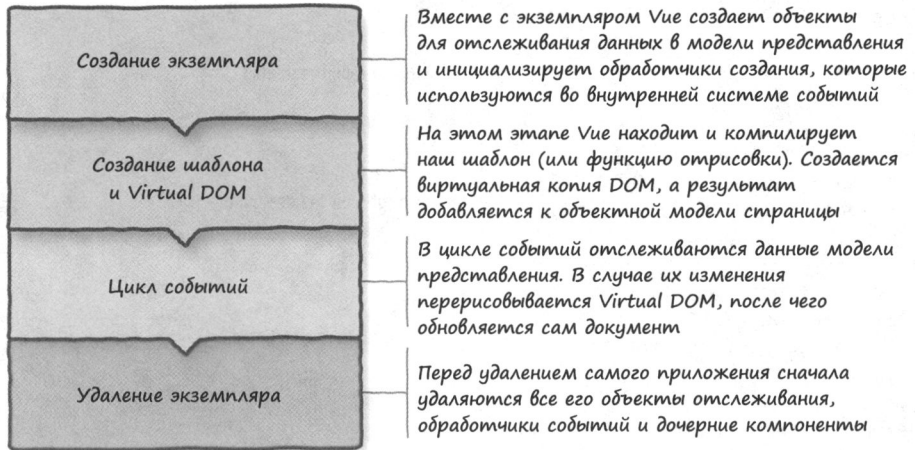 Создание экземпляра
Вместе с экземпляром Vue создает объекты
для отслеживания данных в модели представления
и инициализирует обработчики создания, которые
используются во внутренней системе событий
Создание шаблона
и Virtual DOM
На этом этапе Vue находит и компилирует
наш шаблон (или функцию отрисовки). Создается
виртуальная копия DOM, а результат
добавляется к объектной модели страницы
Цикл событий
В цикле событий отслеживаются данные модели
представления. В случае их изменения
перерисовывается Virtual DOM, после чего
обновляется сам документ
Удаление экземпляра
Перед удалением самого приложения сначала
удаляются все его объекты отслеживания,
обработчики событий и дочерние компоненты